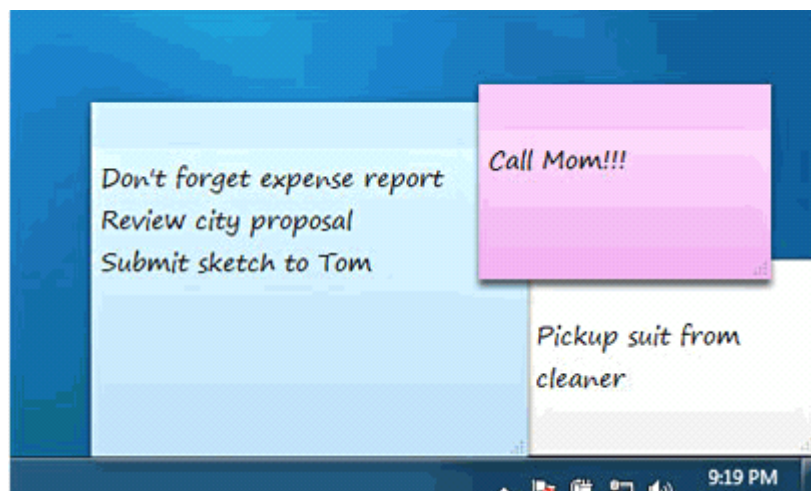 Don't forget expense report
Review city proposal
Submit sketch to Tom
Call Mom!!!
Pickup suit from
cleaner
9:19 PM